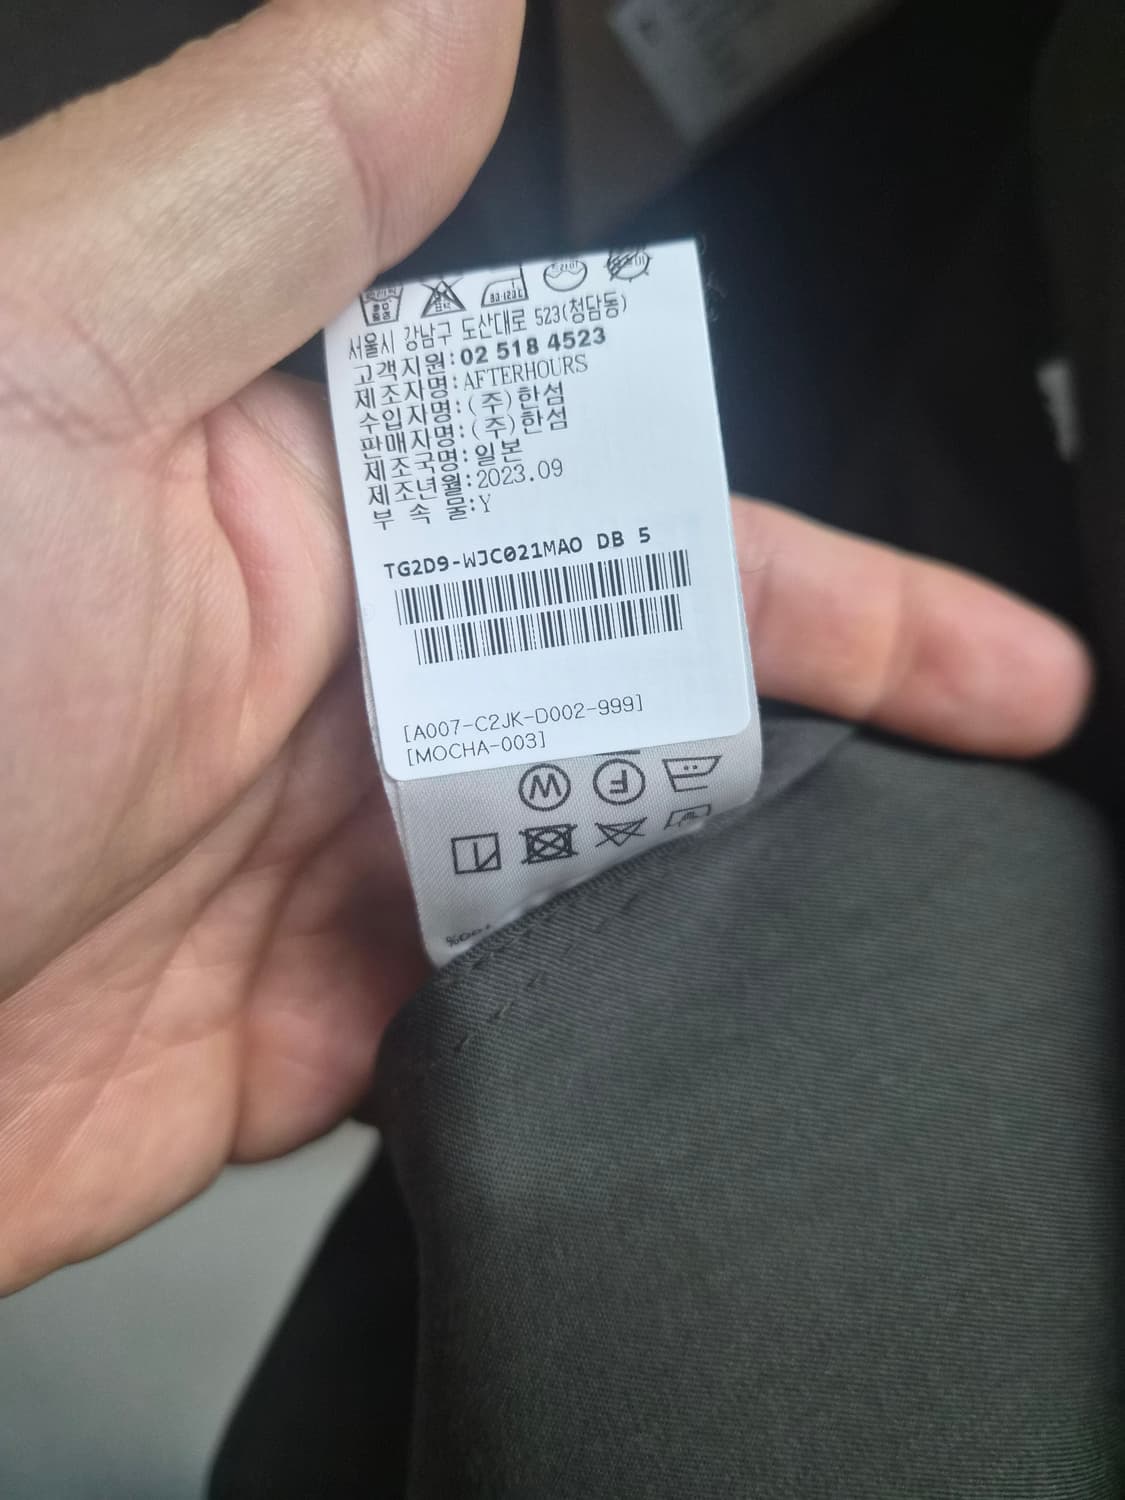 서울시 강남구 도산대로 523(청담동)
고객지원:02 518 4523
제조자명:AFTERHOURS
수입자명:(주)한섬
판매자명:(주)한섬
제조국명:일본
제조년월:2023.09
부 속 물:Y
TG2D9-WJC021MAO DB 5
[A007-C2JK-D002-999]
[MOCHA-003]
W F